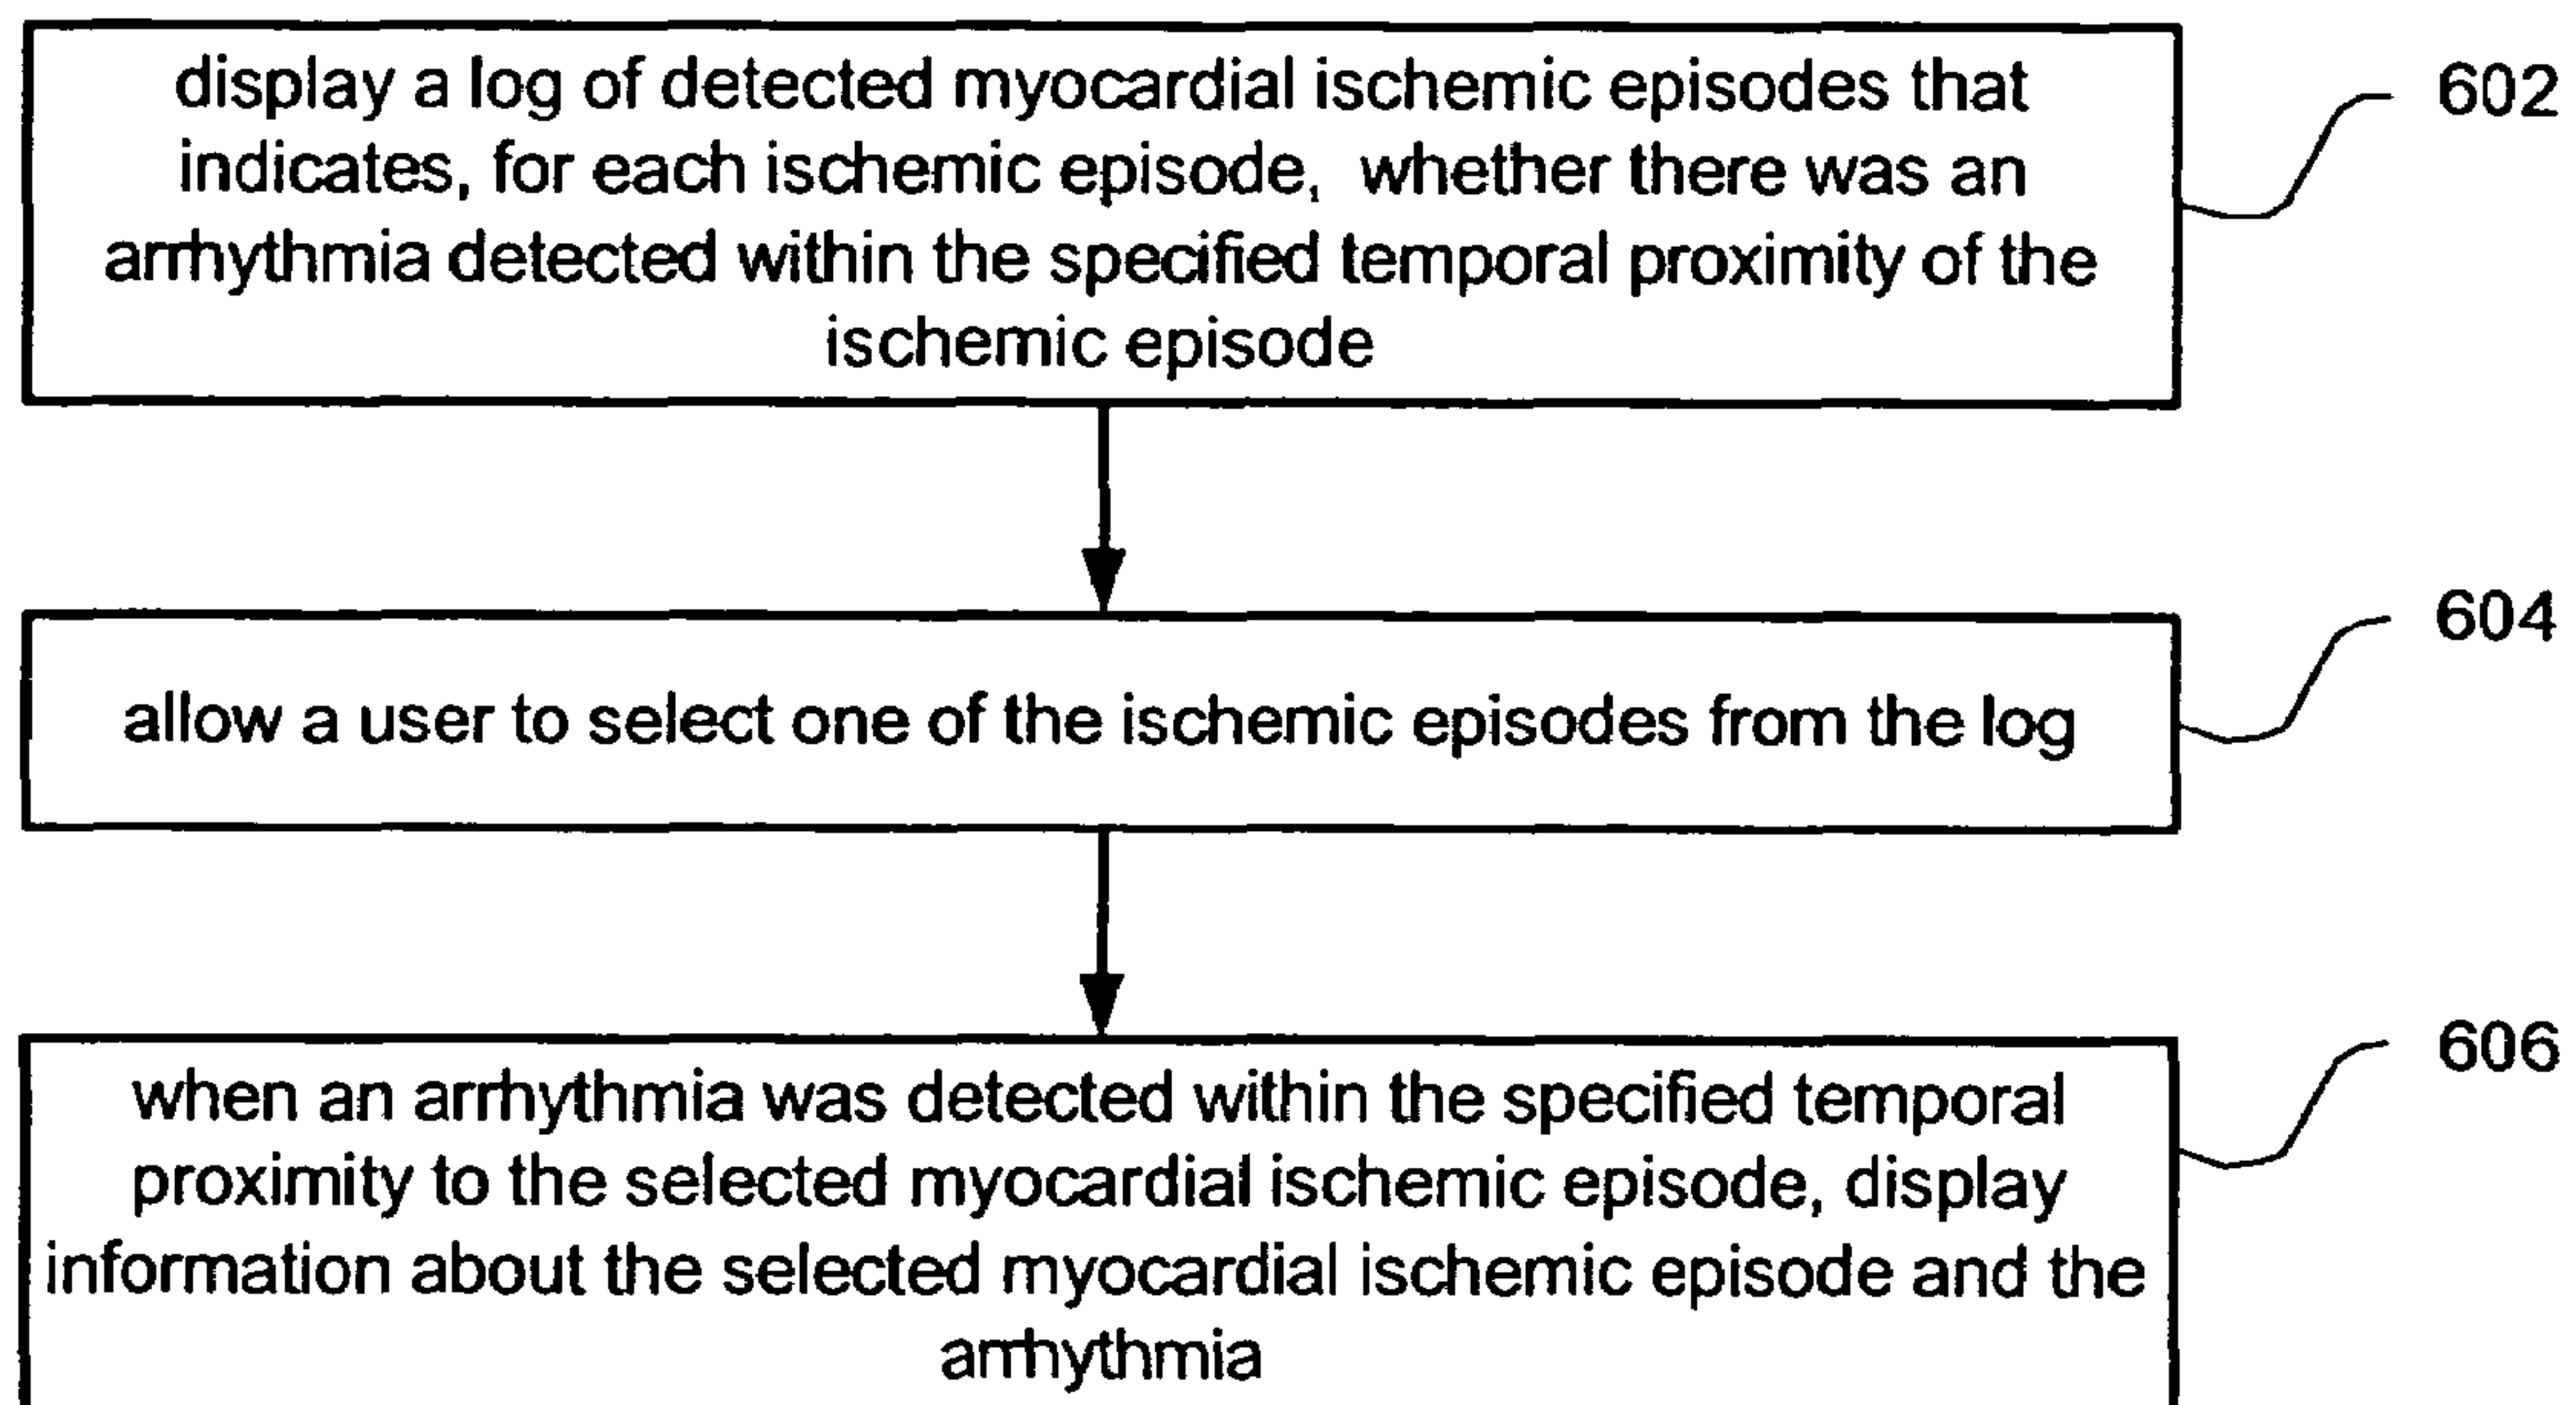 display a log of detected myocardial ischemic episodes that
indicates, for each ischemic episode, whether there was an
arrhythmia detected within the specified temporal proximity of the
ischemic episode
602
allow a user to select one of the ischemic episodes from the log
604
when an arrhythmia was detected within the specified temporal
proximity to the selected myocardial ischemic episode, display
information about the selected myocardial ischemic episode and the
arrhythmia
606